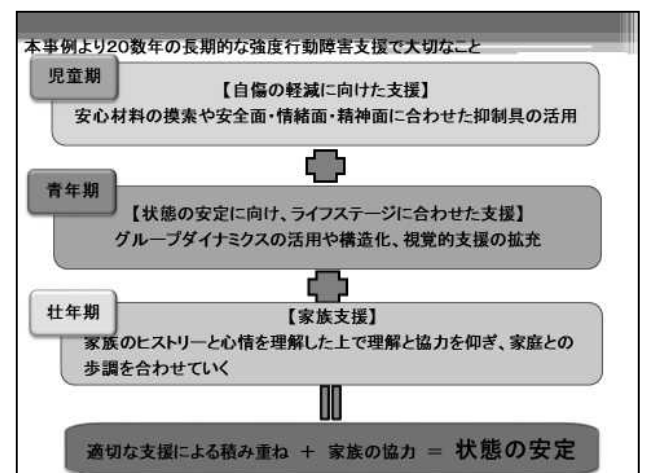 本事例より20数年の長期的な強度行動障害支援で大切なこと
児童期
【自傷の軽減に向けた支援】
安心材料の摸素や安全面・情緒面・精神面に合わせた抑制具の活用
青年期
【状態の安定に向け、ライフステージに合わせた支援】
グループダイナミクスの活用や構造化、視覚的支援の拡充
壮年期
【家族支援】
家族のヒストリーと心情を理解した上で理解と協力を仰ぎ、家庭との
歩調を合わせていく
適切な支援による積み重ね + 家族の協力 = 状態の安定